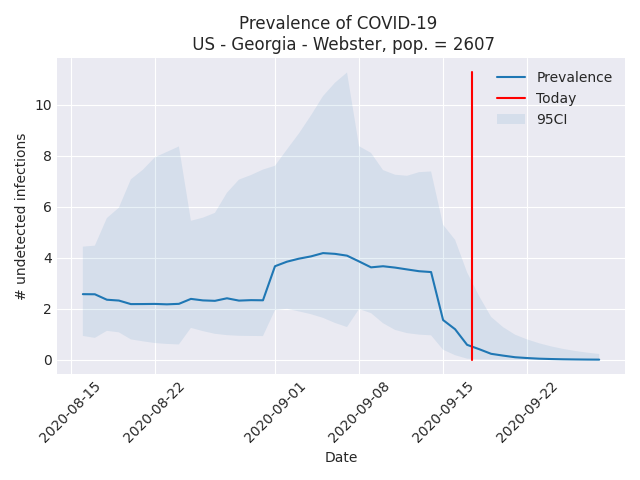 Prevalence of COVID-19
US - Georgia - Webster, pop. = 2607
Prevalence
Today
95CI
# undetected infections
10
8
6
4
2
0
2020-08-15
2020-08-22
2020-09-01
2020-09-08
2020-09-15
2020-09-22
Date